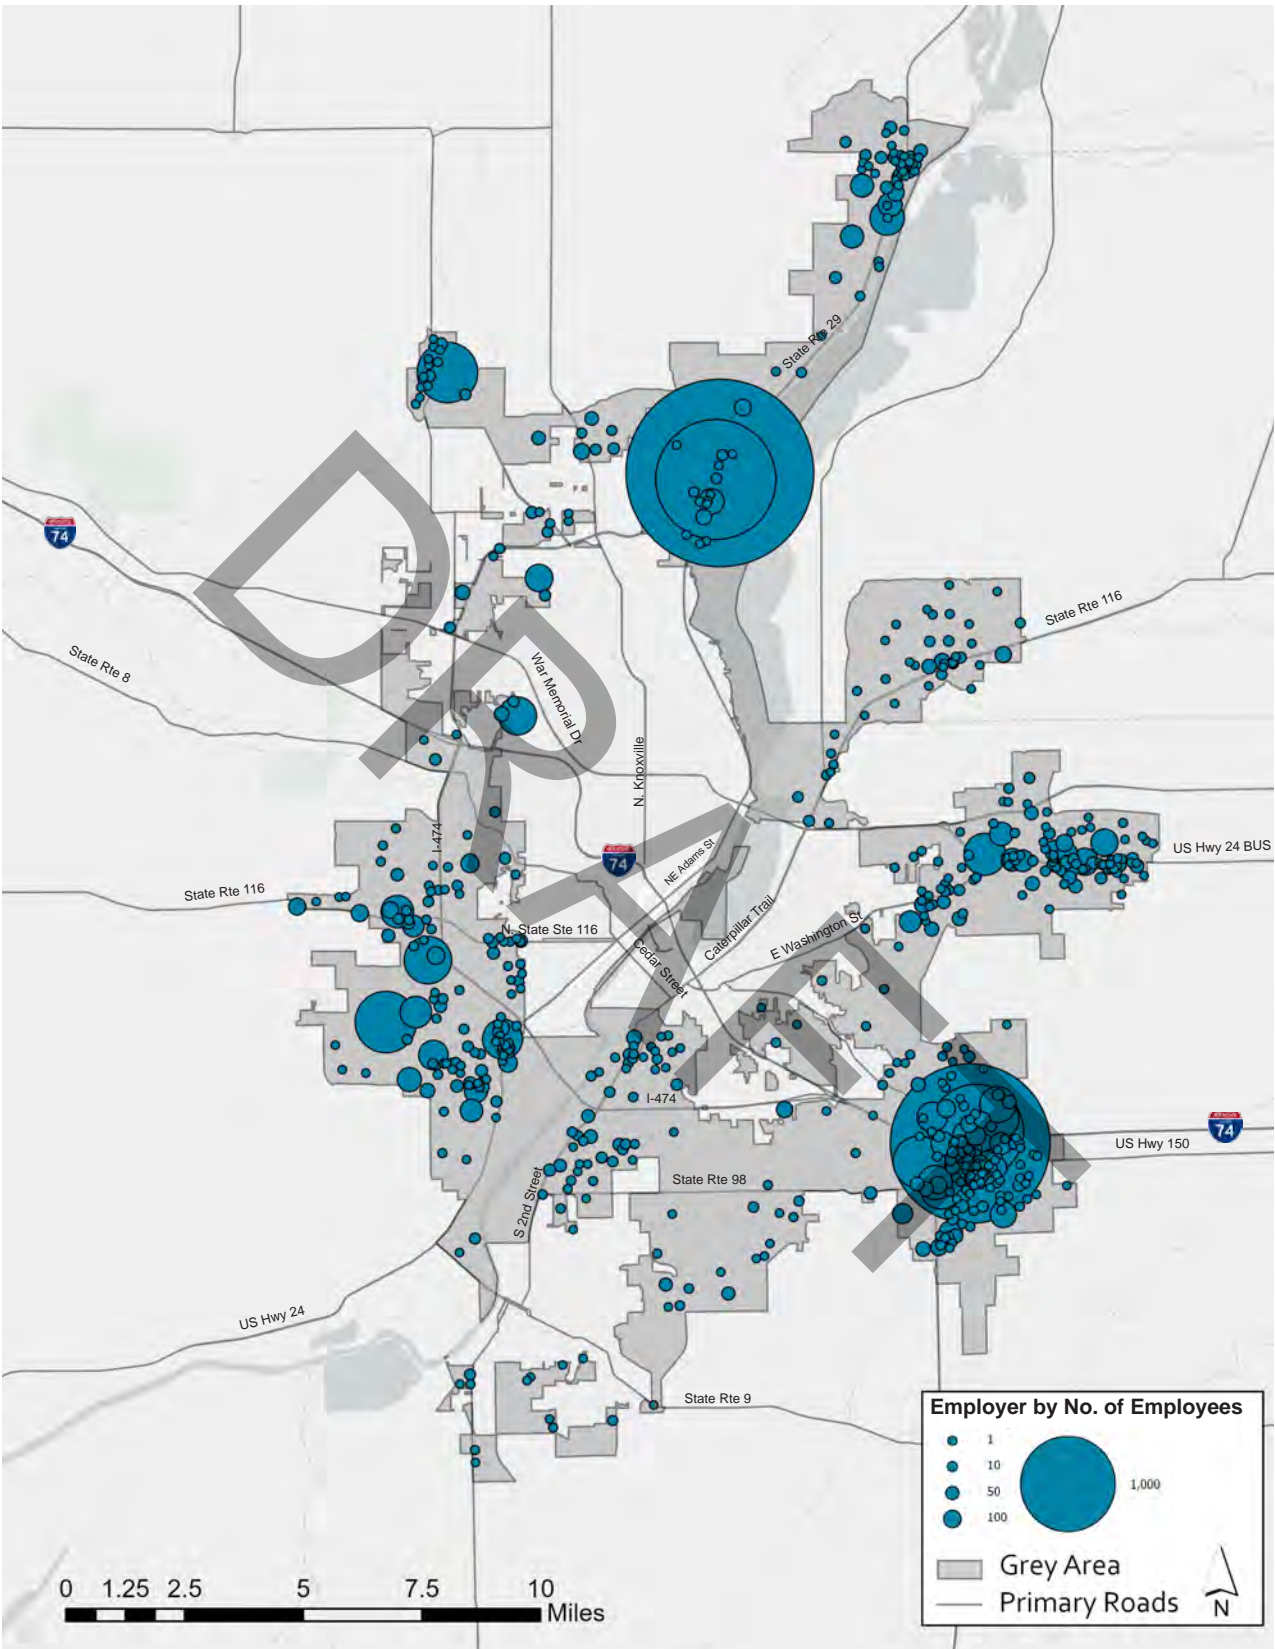 State Rte 29
74
State Rte 116
State Rte 8
War Memorial Dr
N. Knoxville
I-474
US Hwy 24 BUS
NE Adams St
74
State Rte 116
Caterpillar Trail
N. State Ste 116
E Washington St
Cedar Street
I-474
74
US Hwy 150
State Rte 98
S 2nd Street
US Hwy 24
State Rte 9
DRAFT
Employer by No. of Employees
1
10
50
100
1,000
Grey Area
Primary Roads
N
0 1.25 2.5 5 7.5 10
Miles